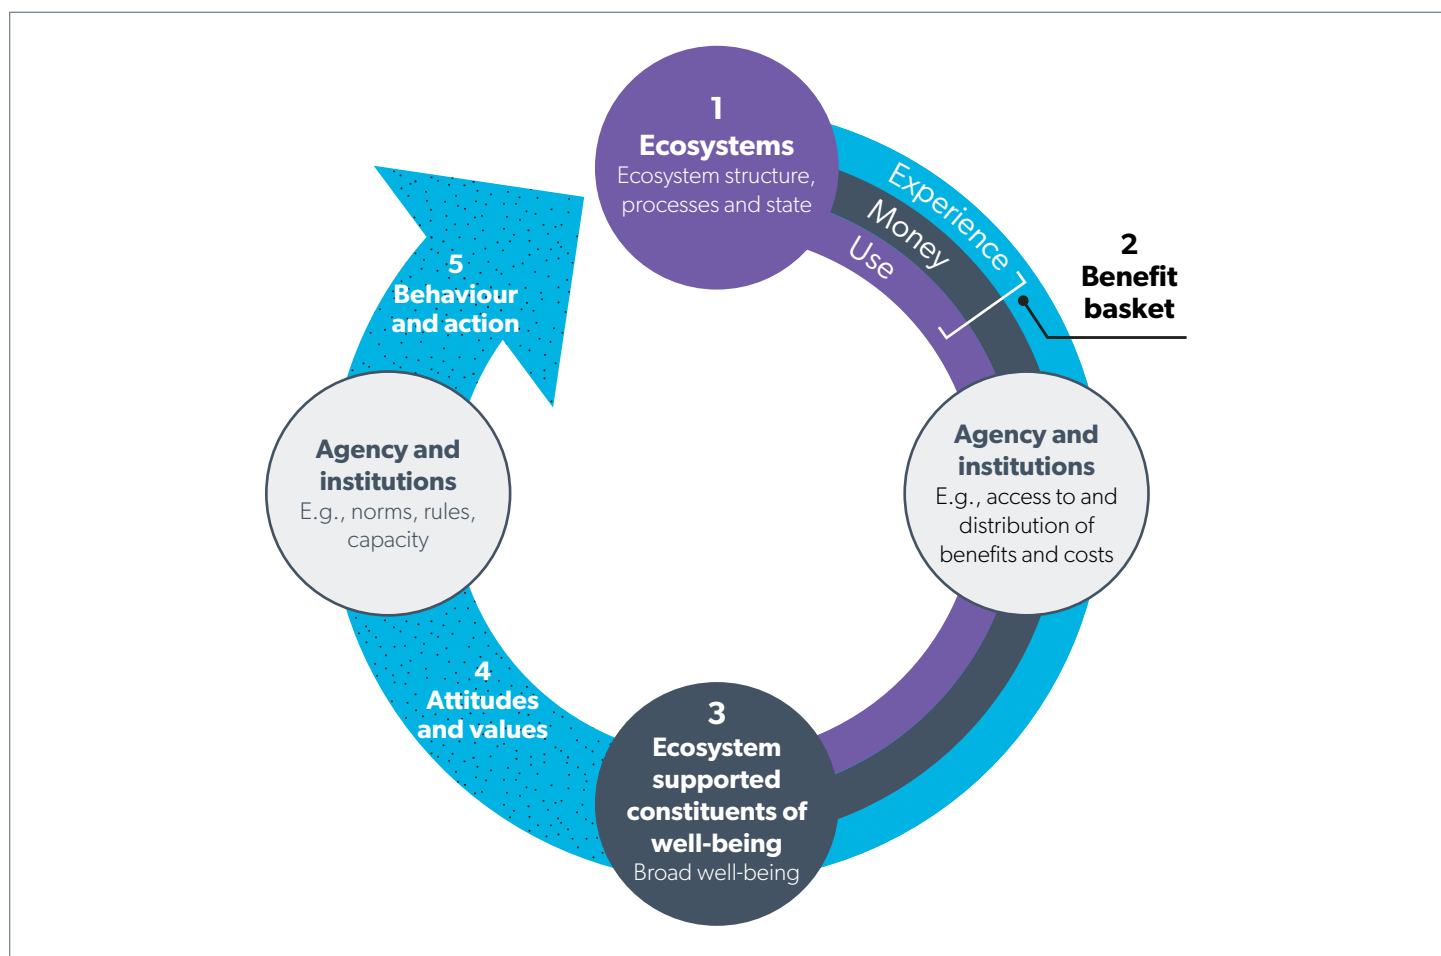 1
Ecosystems
Ecosystem structure,
processes and state
Experience
Money
Use
2
Benefit
basket
Agency and
institutions
E.g., access to and
distribution of
benefits and costs
3
Ecosystem
supported
constituents of
well-being
Broad well-being
4
Attitudes
and values
Agency and
institutions
E.g., norms, rules,
capacity
5
Behaviour
and action